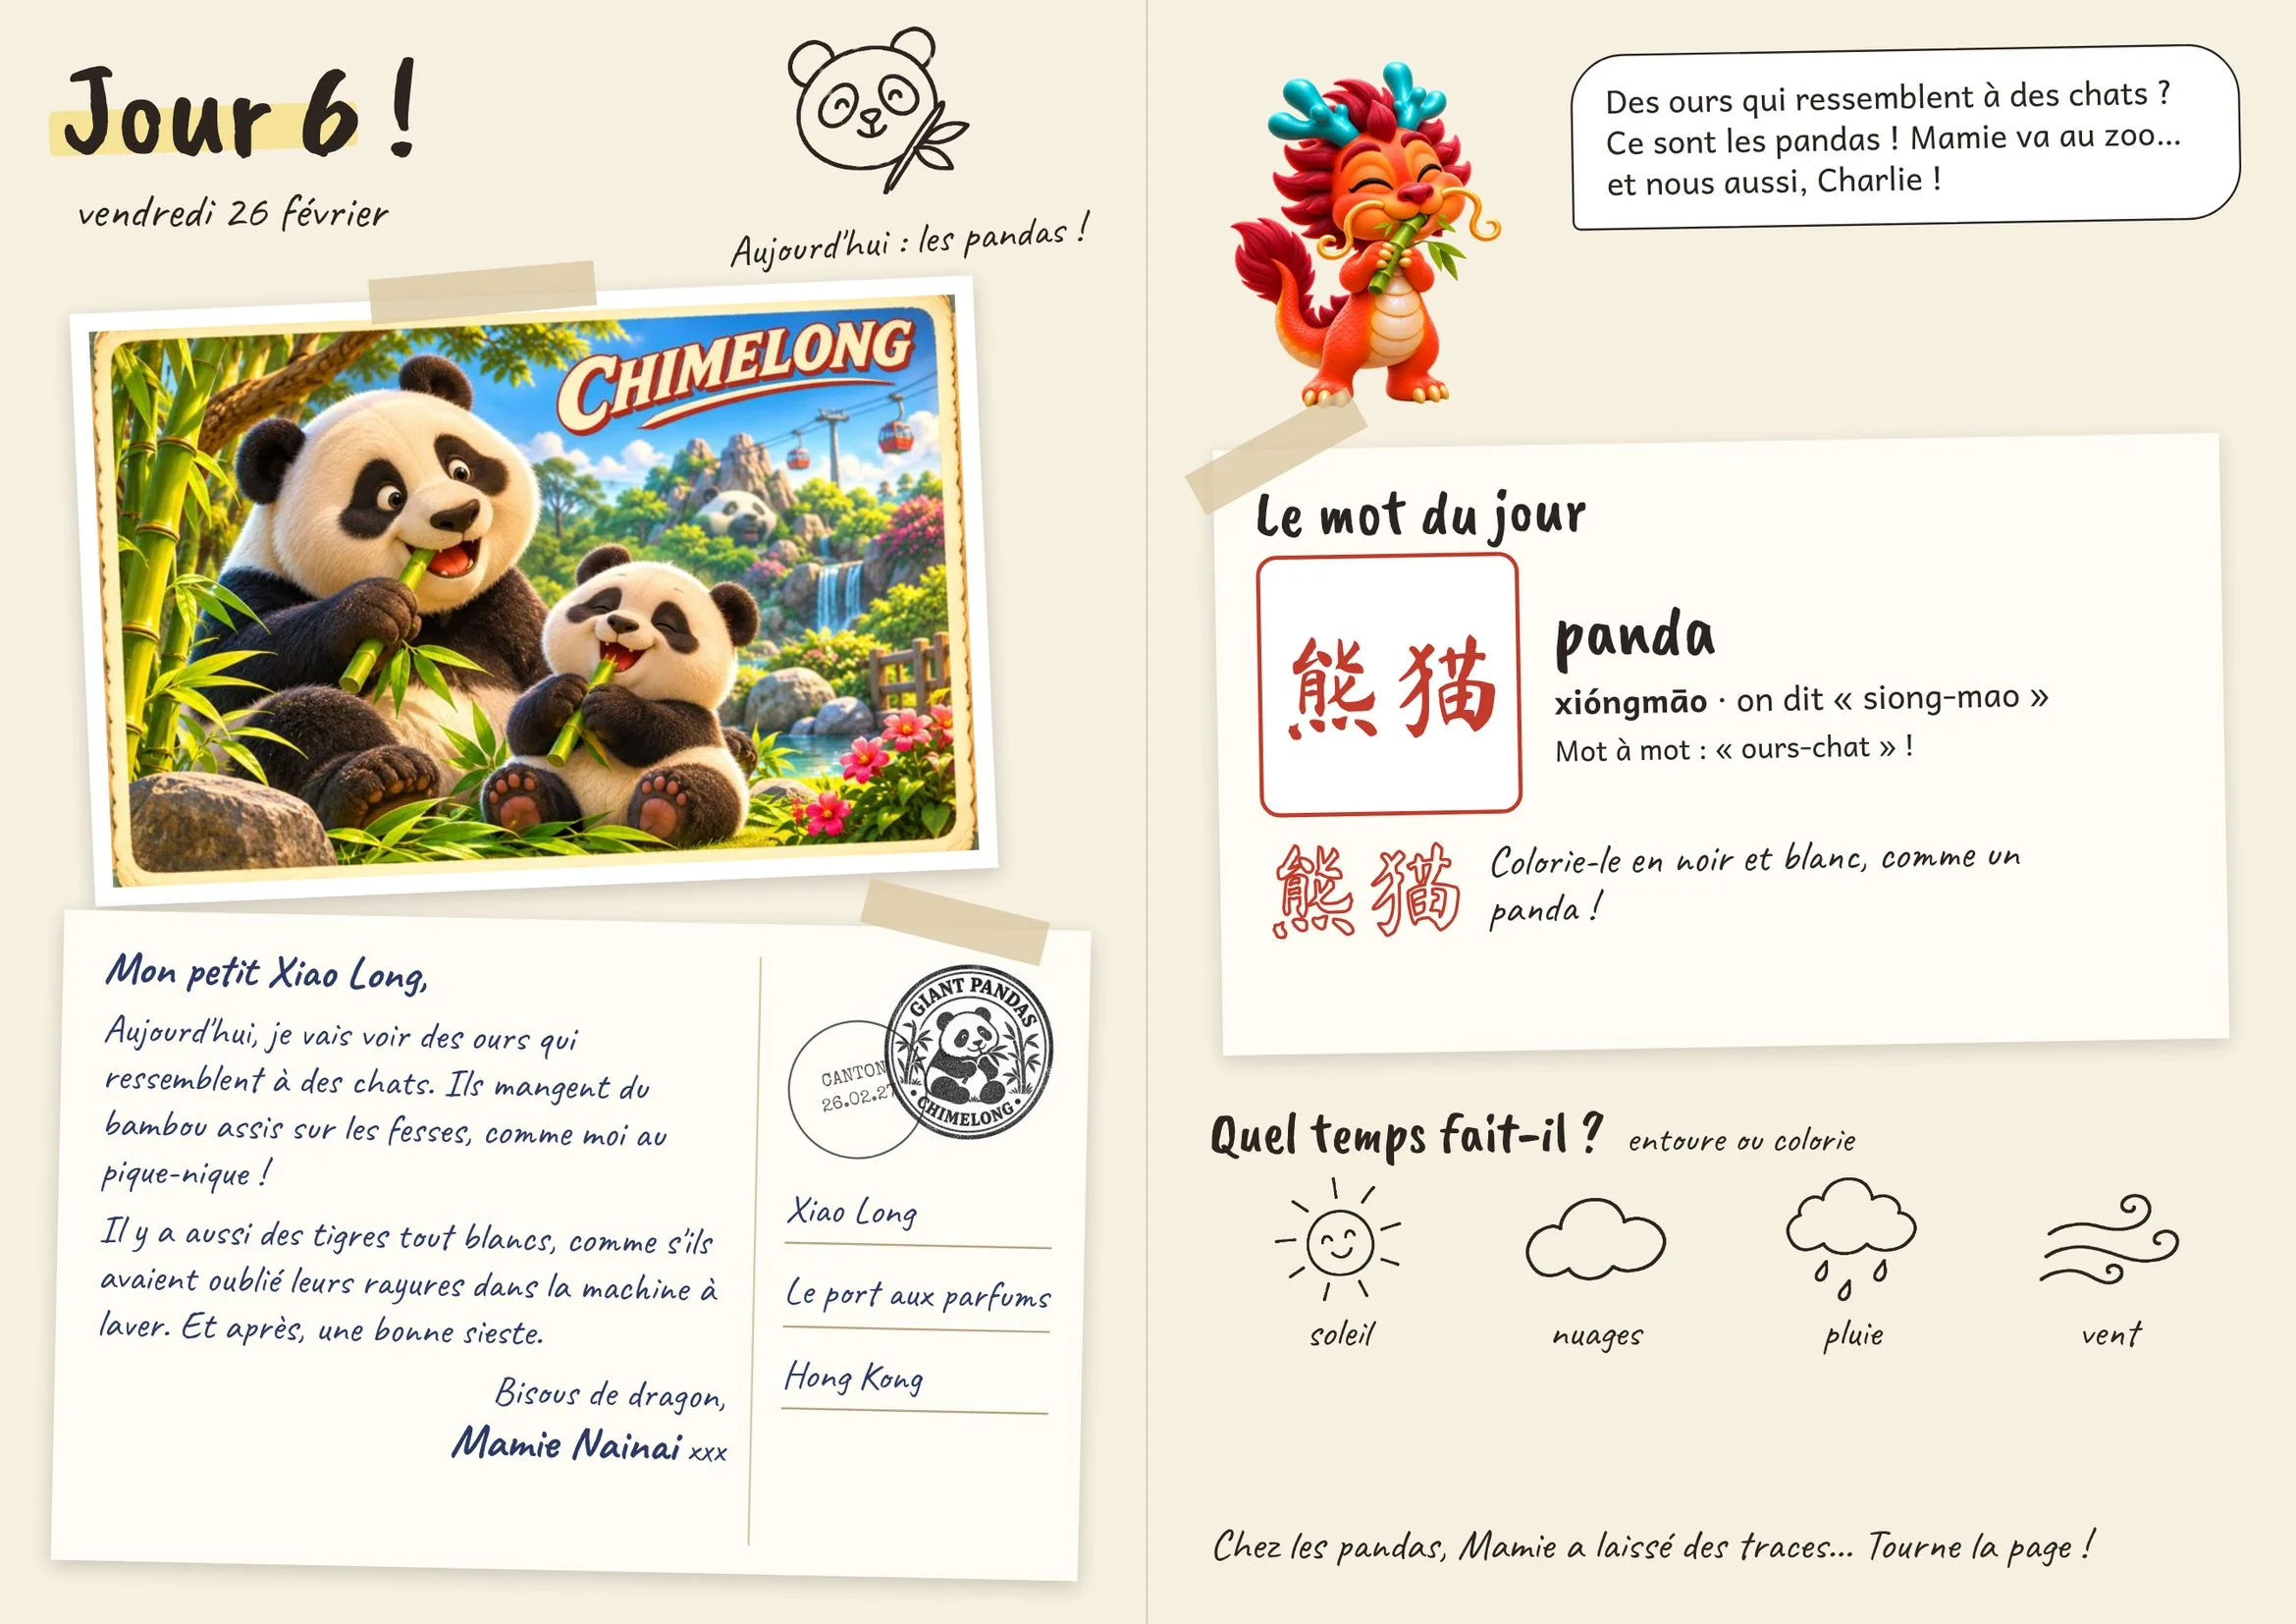 Jour 6 !
vendredi 26 février
Aujourd'hui : les pandas !
CHIMELONG
Mon petit Xiao Long,
Aujourd'hui, je vais voir des ours qui
ressemblent à des chats. Ils mangent du
bambou assis sur les fesses, comme moi au
pique-nique !
Il y a aussi des tigres tout blancs, comme s'ils
avaient oublié leurs rayures dans la machine à
laver. Et après, une bonne sieste.
Bisous de dragon,
Mamie Nainai xxx
CANTON
26.02.27
GIANT PANDAS
CHIMELONG
Xiao Long
Le port aux parfums
Hong Kong
Des ours qui ressemblent à des chats ?
Ce sont les pandas ! Mamie va au zoo...
et nous aussi, Charlie !
Le mot du jour
熊猫
panda
xióngmāo · on dit « siong-mao »
Mot à mot : « ours-chat » !
熊猫
Colorie-le en noir et blanc, comme un
panda !
Quel temps fait-il ? entoure ou colorie
soleil
nuages
pluie
vent
Chez les pandas, Mamie a laissé des traces... Tourne la page !